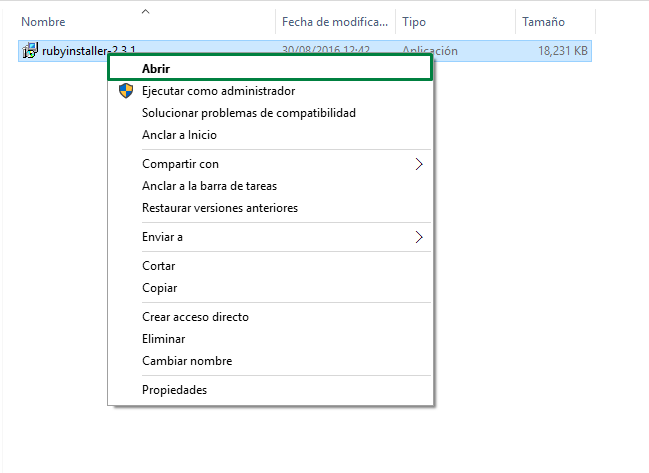 Nombre Fecha de modifica... Tipo Tamaño
rubyinstaller-2.3.1 30/08/2016 12:42 Aplicación 18,231 KB
Abrir
Ejecutar como administrador
Solucionar problemas de compatibilidad
Anclar a Inicio
Compartir con
Anclar a la barra de tareas
Restaurar versiones anteriores
Enviar a
Cortar
Copiar
Crear acceso directo
Eliminar
Cambiar nombre
Propiedades